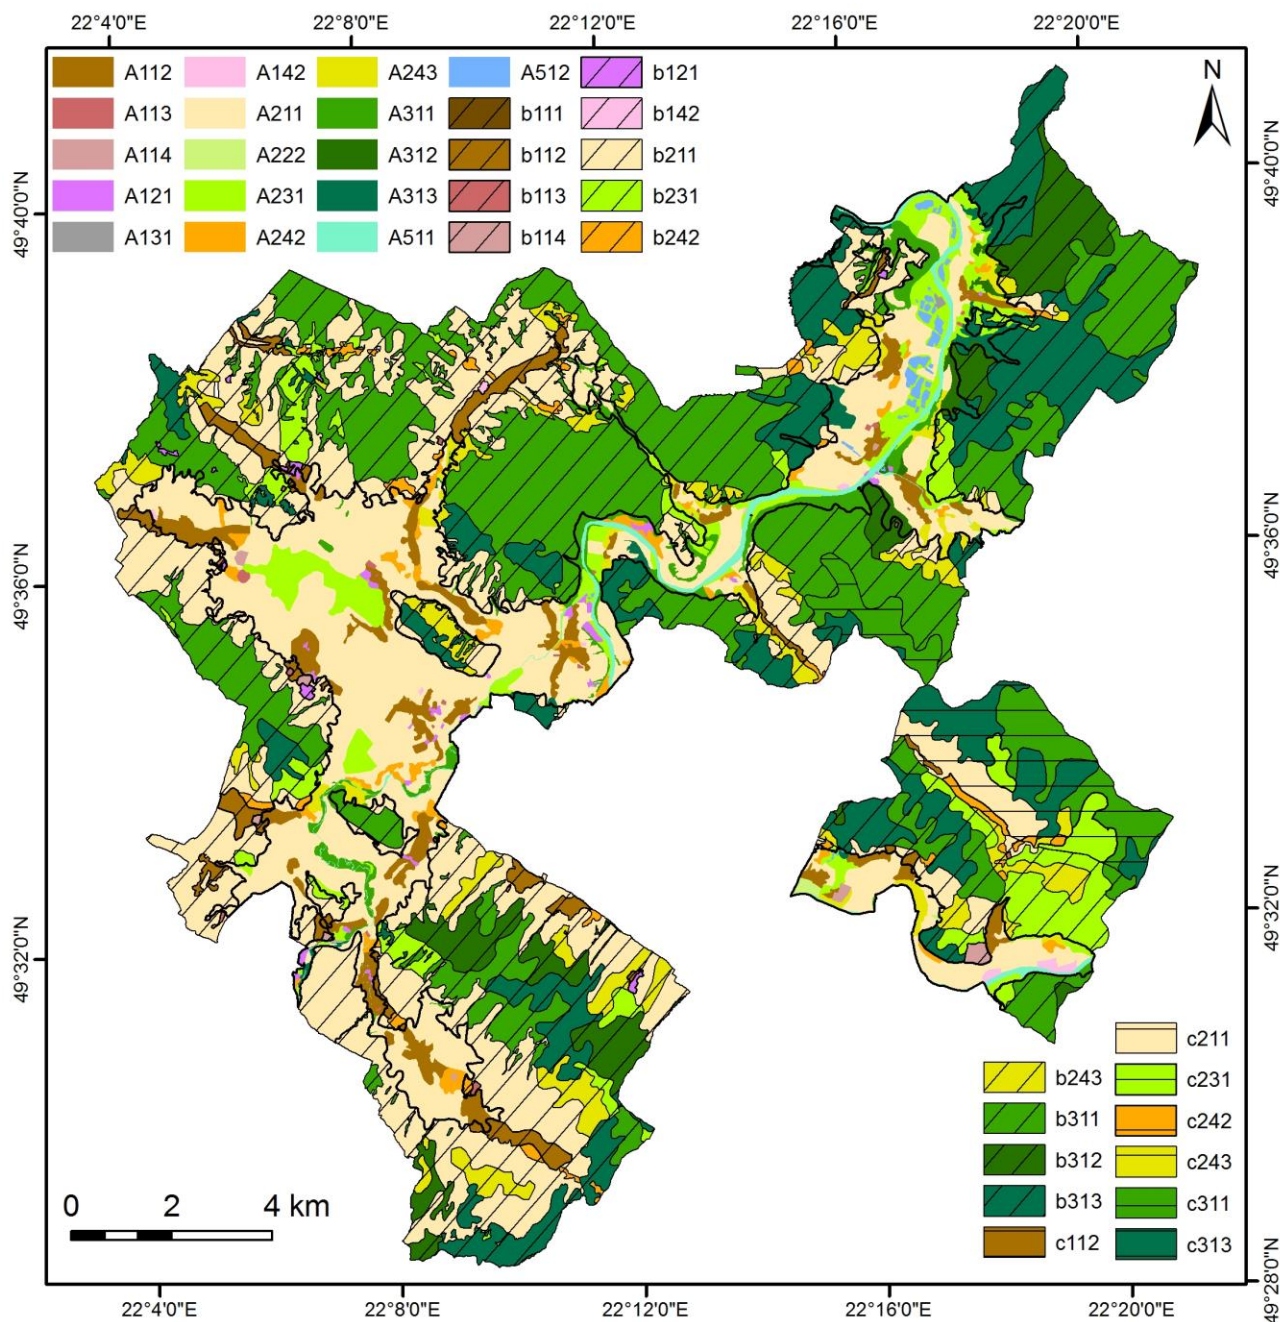 22°4'0"E 22°8'0"E 22°12'0"E 22°16'0"E 22°20'0"E
A112 A142 A243 A512 b121
A113 A211 A311 b111 b142
A114 A222 A312 b112 b211
A121 A231 A313 b113 b231
A131 A242 A511 b114 b242
N
49°40'0"N 49°40'0"N
49°36'0"N 49°36'0"N
49°32'0"N 49°32'0"N
c211
b243 c231
b311 c242
b312 c243
b313 c311
c112 c313
0 2 4 km
49°28'0"N
22°4'0"E 22°8'0"E 22°12'0"E 22°16'0"E 22°20'0"E